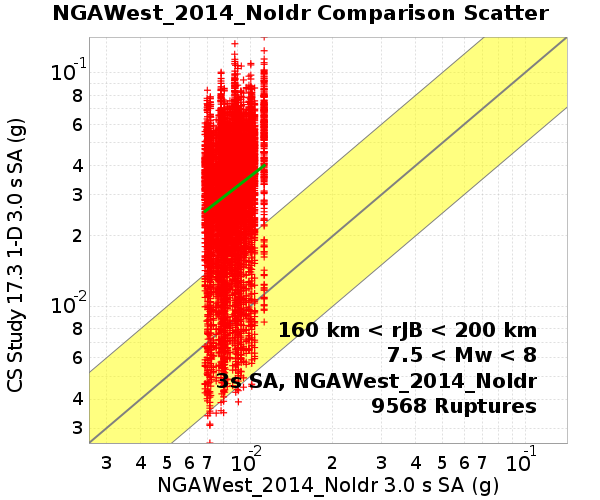 NGAWest_2014_NoIdr Comparison Scatter
CS Study 17.3 1-D 3.0 s SA (g)
10-1
8
6
4
3
2
10-2
8
6
4
3
160 km < rJB < 200 km
7.5 < Mw < 8
3s SA, NGAWest_2014_NoIdr
9568 Ruptures
3 4 5 6 7 10-2 2 3 4 5 6 7 10-1
NGAWest_2014_NoIdr 3.0 s SA (g)